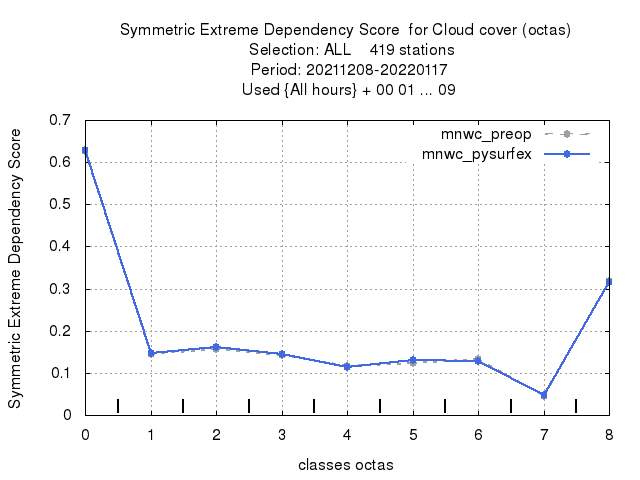 Symmetric Extreme Dependency Score for Cloud cover (octas)
Selection: ALL 419 stations
Period: 20211208-20220117
Used {All hours} + 00 01 ... 09
mnwc_preop
mnwc_pysurfex
Symmetric Extreme Dependency Score
0.7
0.6
0.5
0.4
0.3
0.2
0.1
0
0 1 2 3 4 5 6 7 8
classes octas